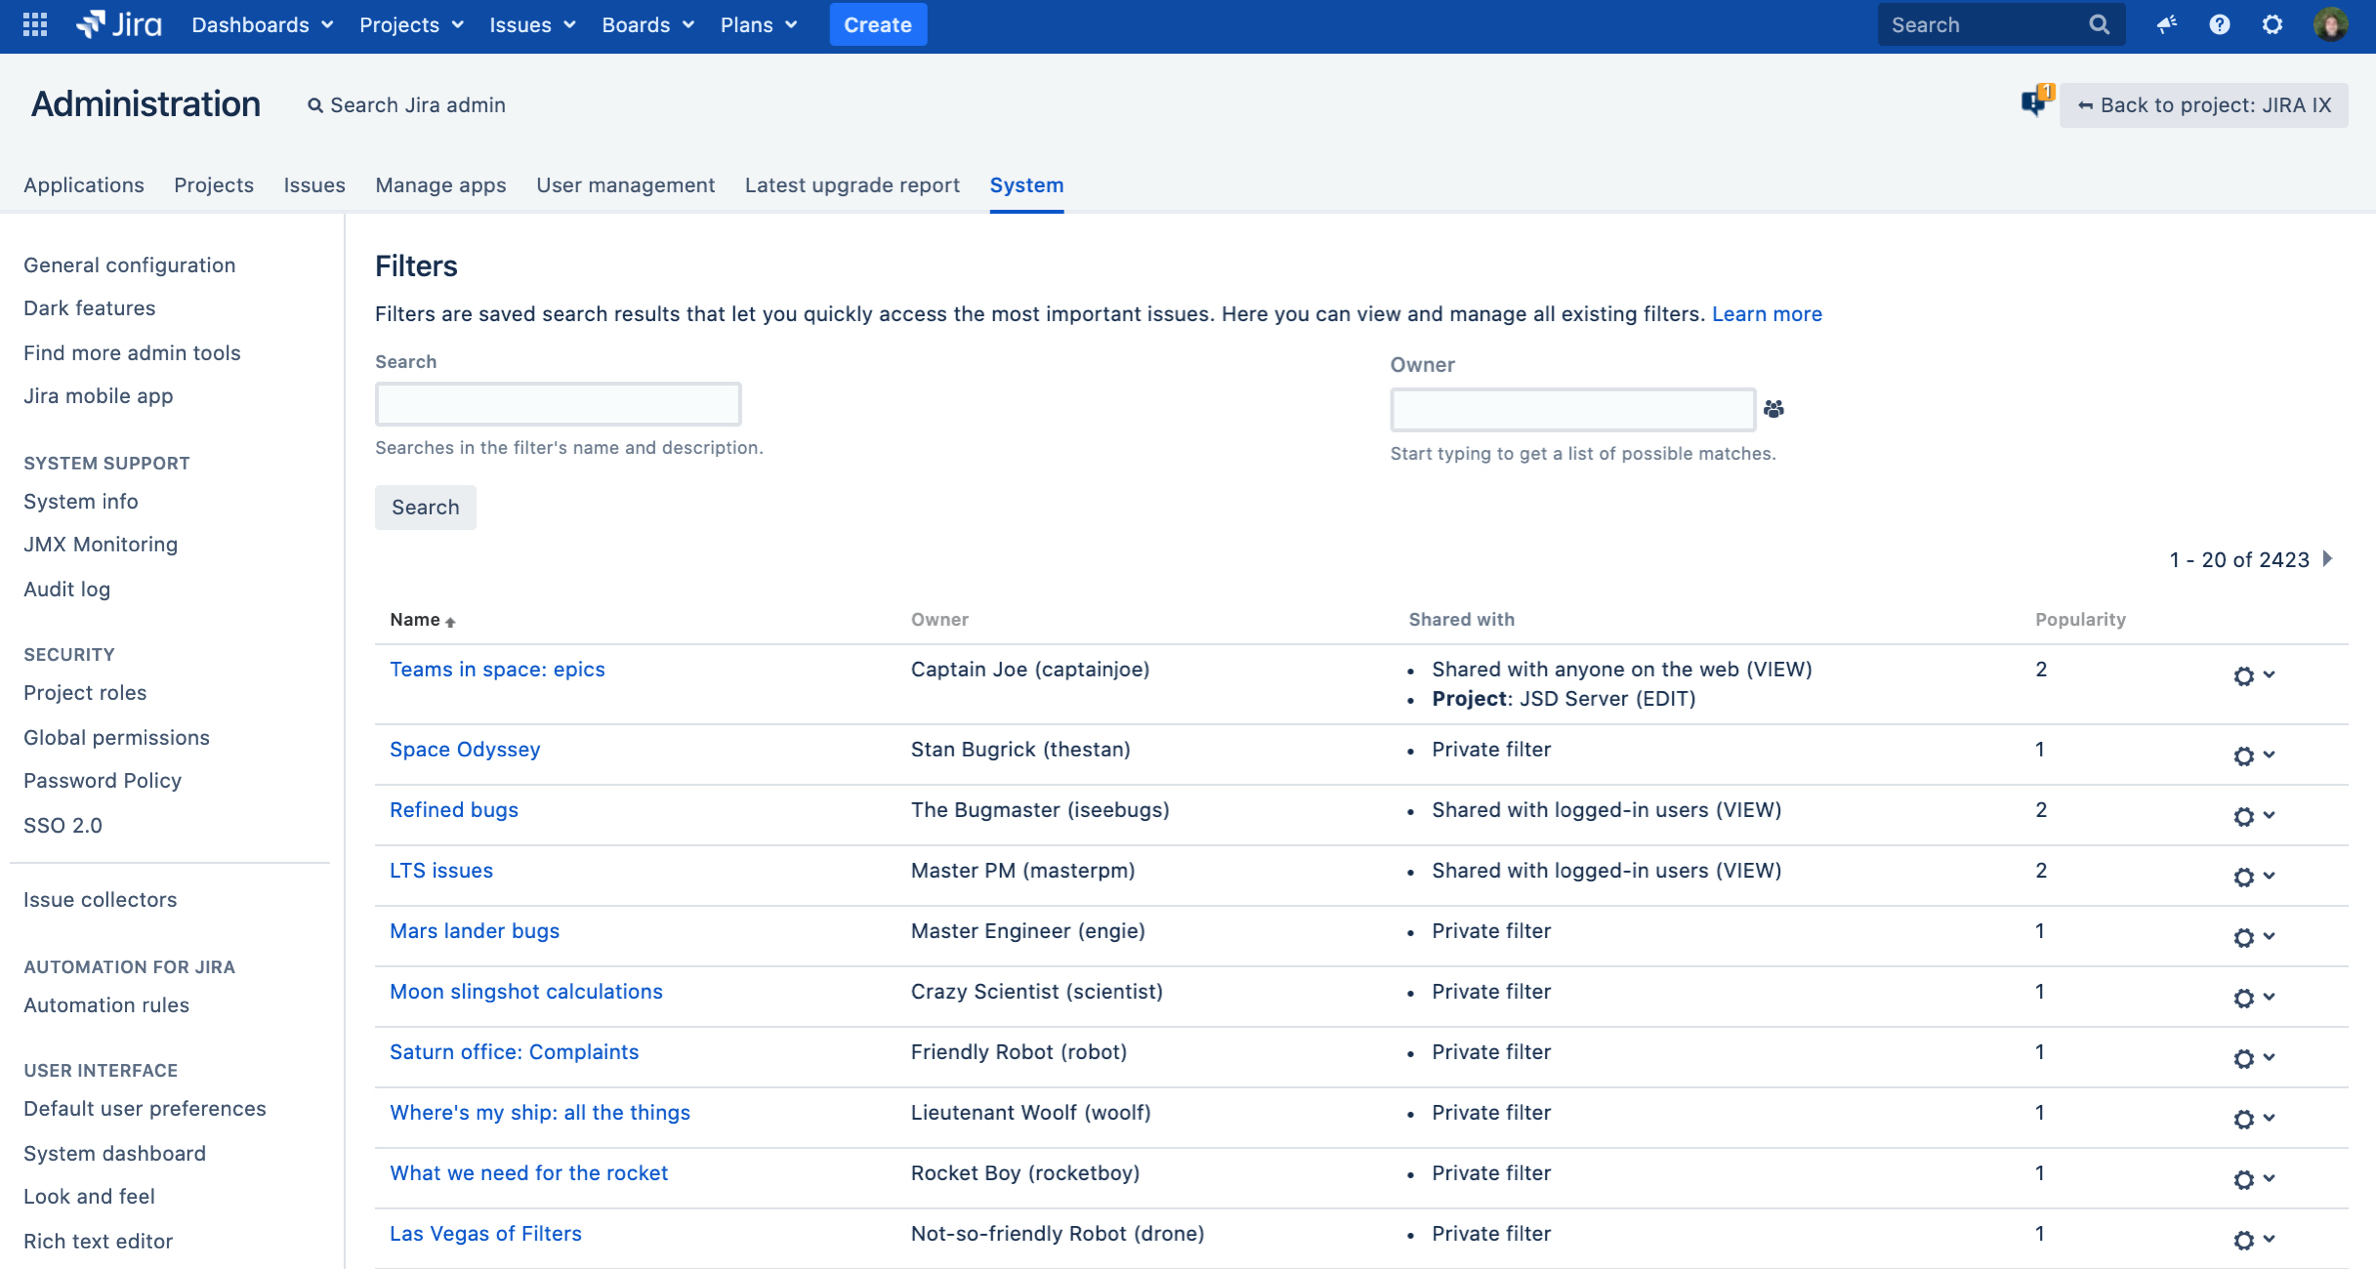 Jira Dashboards Projects Issues Boards Plans Create Search
Administration Search Jira admin 1 Back to project: JIRA IX
Applications Projects Issues Manage apps User management Latest upgrade report System
General configuration
Dark features
Find more admin tools
Jira mobile app
SYSTEM SUPPORT
System info
JMX Monitoring
Audit log
SECURITY
Project roles
Global permissions
Password Policy
SSO 2.0
Issue collectors
AUTOMATION FOR JIRA
Automation rules
USER INTERFACE
Default user preferences
System dashboard
Look and feel
Rich text editor
Filters
Filters are saved search results that let you quickly access the most important issues. Here you can view and manage all existing filters. Learn more
Search
Searches in the filter's name and description.
Owner
Start typing to get a list of possible matches.
Search
1 - 20 of 2423
Name Owner Shared with Popularity
Teams in space: epics Captain Joe (captainjoe) • Shared with anyone on the web (VIEW) 2
• Project: JSD Server (EDIT)
Space Odyssey Stan Bugrick (thestan) • Private filter 1
Refined bugs The Bugmaster (iseebugs) • Shared with logged-in users (VIEW) 2
LTS issues Master PM (masterpm) • Shared with logged-in users (VIEW) 2
Mars lander bugs Master Engineer (engie) • Private filter 1
Moon slingshot calculations Crazy Scientist (scientist) • Private filter 1
Saturn office: Complaints Friendly Robot (robot) • Private filter 1
Where's my ship: all the things Lieutenant Woolf (woolf) • Private filter 1
What we need for the rocket Rocket Boy (rocketboy) • Private filter 1
Las Vegas of Filters Not-so-friendly Robot (drone) • Private filter 1